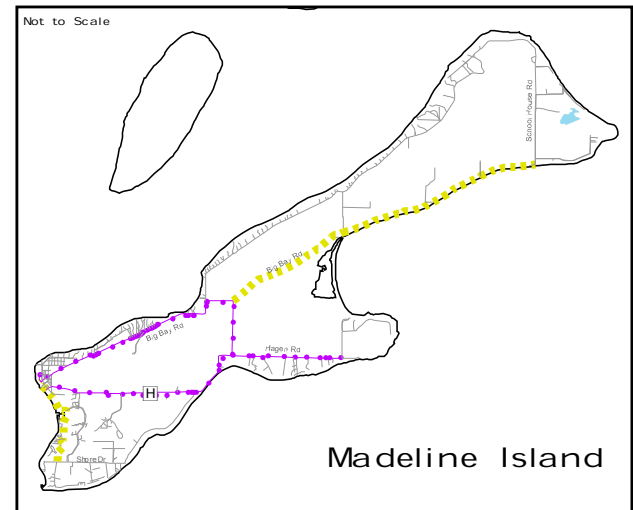 Not to Scale
School House Rd
Big Bay Rd
Big Bay Rd
Hagen Rd
H
Shore Dr
Madeline Island